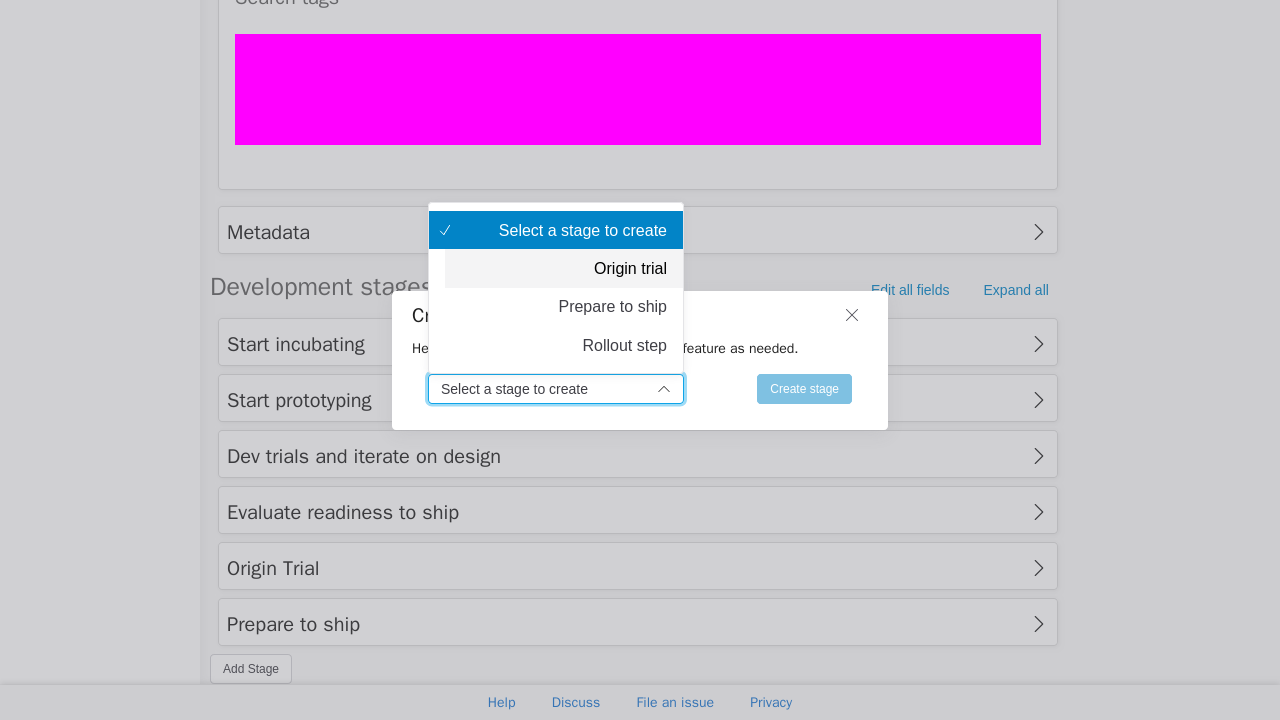 Search tags
Metadata
Select a stage to create
Origin trial
Prepare to ship
Rollout step
Development stages
Edit all fields
Expand all
feature as needed.
Select a stage to create
Create stage
Start incubating
Start prototyping
Dev trials and iterate on design
Evaluate readiness to ship
Origin Trial
Prepare to ship
Add Stage
Help
Discuss
File an issue
Privacy